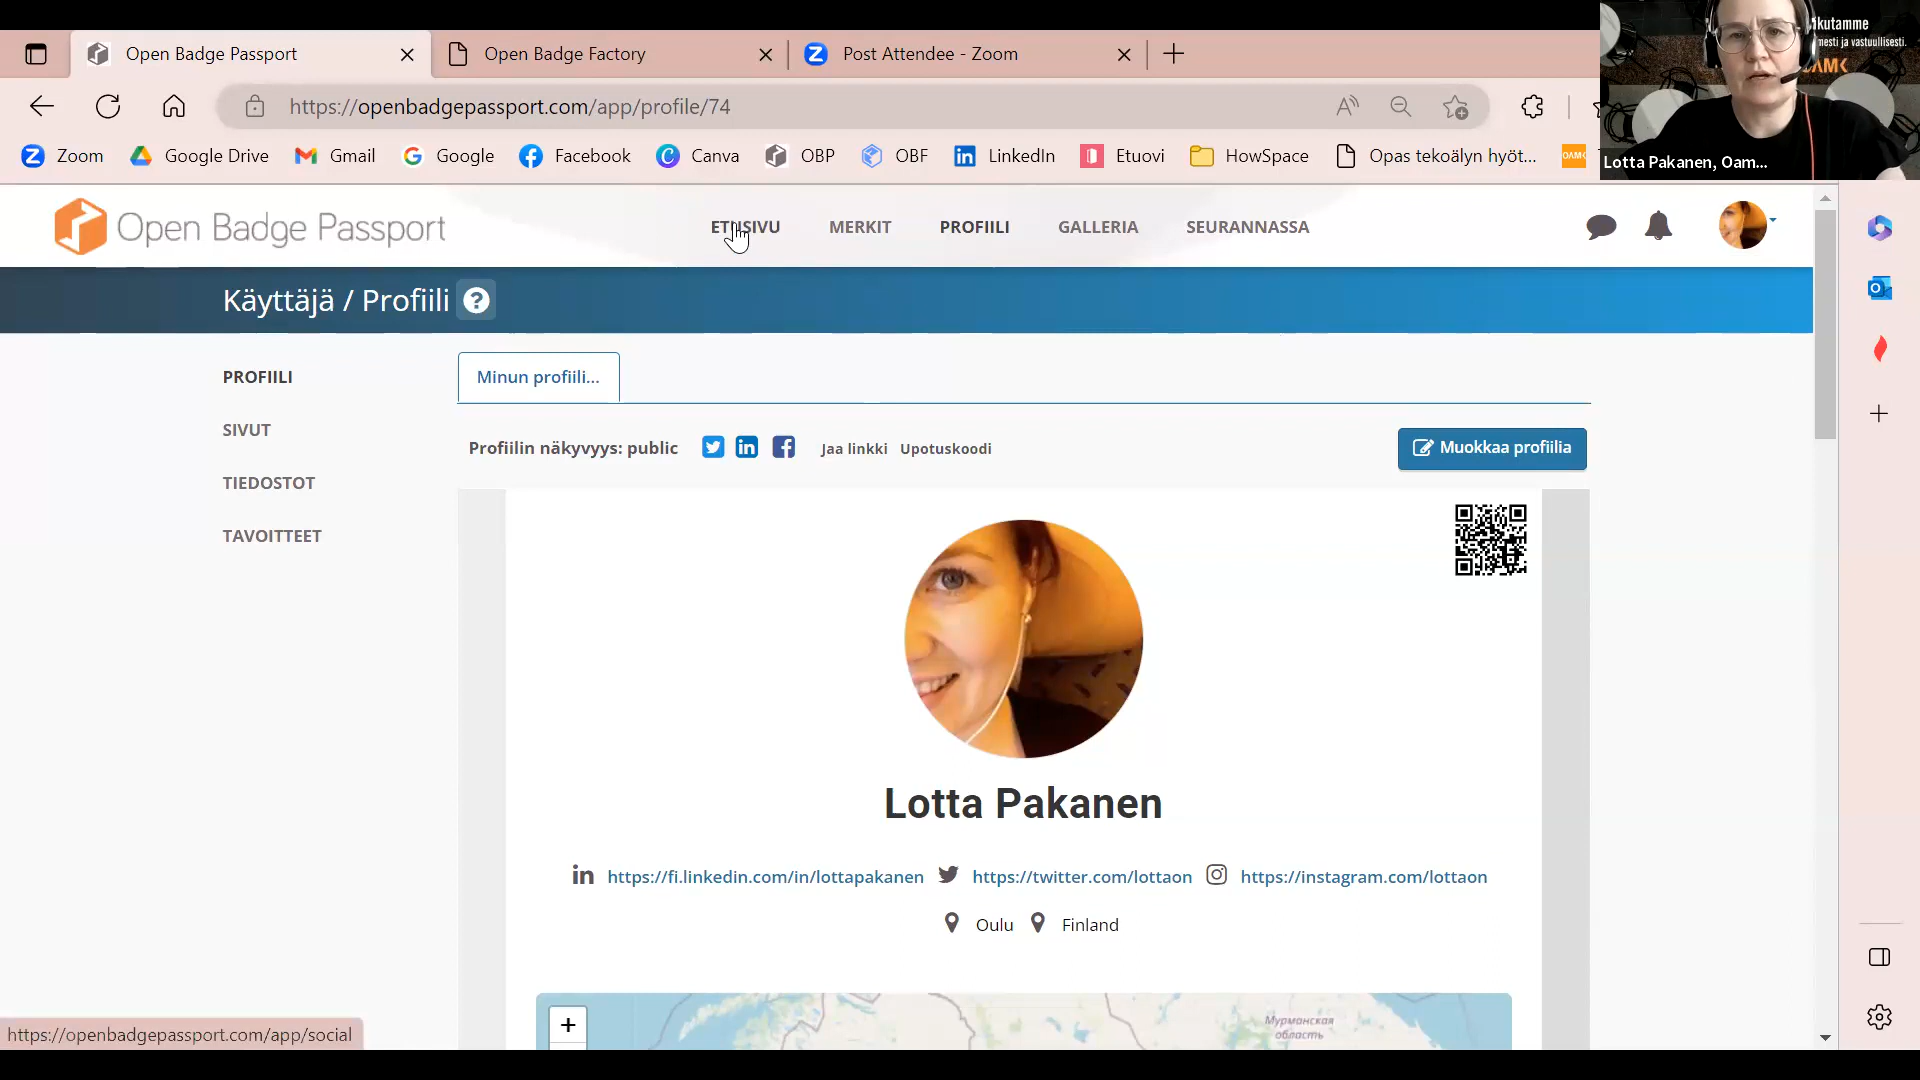 Open Badge Passport
Open Badge Factory
Post Attendee - Zoom
https://openbadgepassport.com/app/profile/74
Zoom
Google Drive
Gmail
Google
Facebook
Canva
OBP
OBF
LinkedIn
Etuovi
HowSpace
Opas tekoälyn hyöt...
OAMK
Lotta Pakanen, Oam...
Open Badge Passport
ETUSIVU
MERKIT
PROFIILI
GALLERIA
SEURANNASSA
Käyttäjä / Profiili
PROFIILI
SIVUT
TIEDOSTOT
TAVOITTEET
Minun profiili...
Profiilin näkyvyys: public
Jaa linkki
Upotuskoodi
Muokkaa profiilia
Lotta Pakanen
https://fi.linkedin.com/in/lottapakanen
https://twitter.com/lottaon
https://instagram.com/lottaon
Oulu
Finland
+
Мурманская
область
https://openbadgepassport.com/app/social